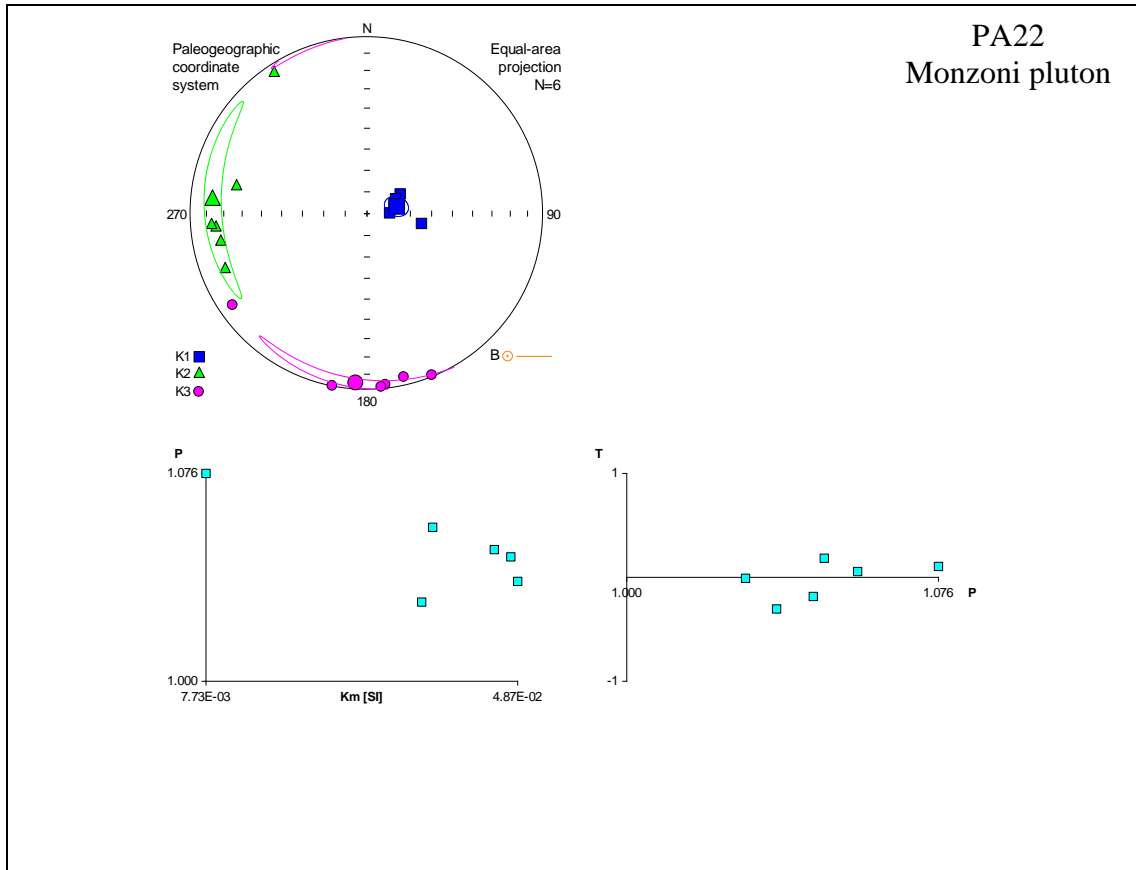 PA22
Monzoni pluton
N
Paleogeographic
coordinate
system
Equal-area
projection
N=6
270
90
B
K1
K2
K3
180
P
1.076
1.000
7.73E-03
Km [SI]
4.87E-02
T
1
1.000
1.076
P
-1